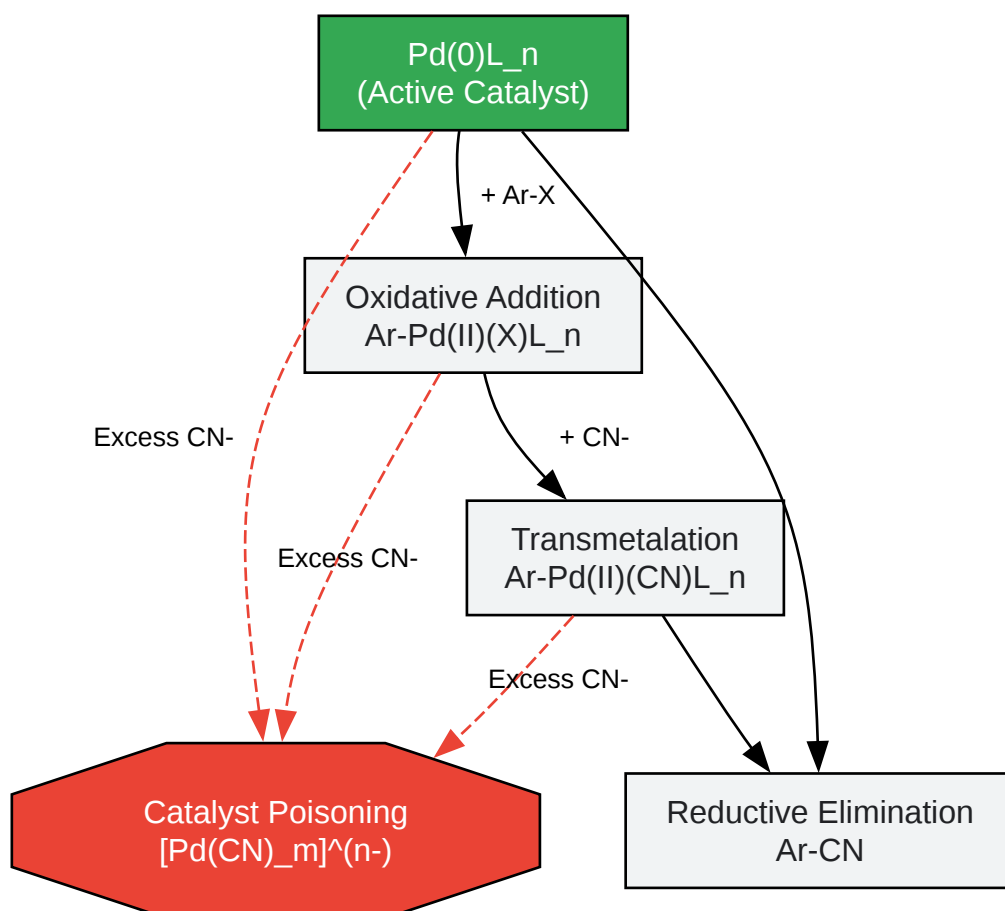 Pd(0)L_n
(Active Catalyst)
+ Ar-X
Oxidative Addition
Ar-Pd(II)(X)L_n
Excess CN-
+ CN-
Excess CN-
Transmetalation
Ar-Pd(II)(CN)L_n
Excess CN-
Catalyst Poisoning
[Pd(CN)_m]^(n-)
Reductive Elimination
Ar-CN